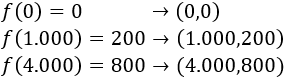 f(0) = 0 → (0,0)
f(1.000) = 200 → (1.000,200)
f(4.000) = 800 → (4.000,800)